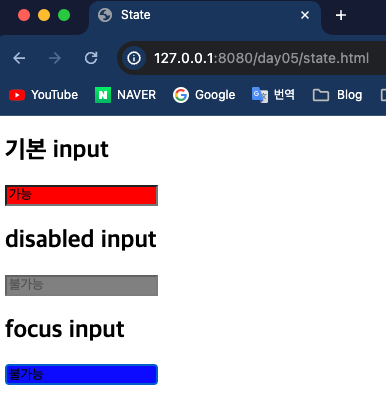 State
127.0.0.1:8080/day05/state.html
YouTube NAVER Google 번역 Blog
기본 input
가능
disabled input
불가능
focus input
불가능